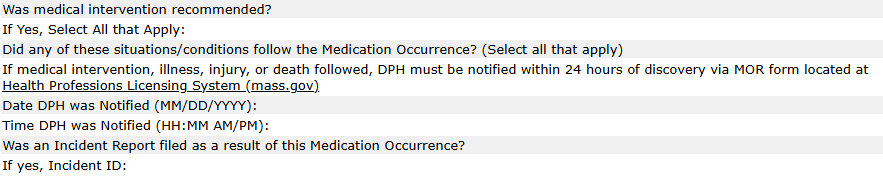 Was medical intervention recommended?
If Yes, Select All that Apply:
Did any of these situations/conditions follow the Medication Occurrence? (Select all that apply)
If medical intervention, illness, injury, or death followed, DPH must be notified within 24 hours of discovery via MOR form located at
Health Professions Licensing System (mass.gov)
Date DPH was Notified (MM/DD/YYYY):
Time DPH was Notified (HH:MM AM/PM):
Was an Incident Report filed as a result of this Medication Occurrence?
If yes, Incident ID: